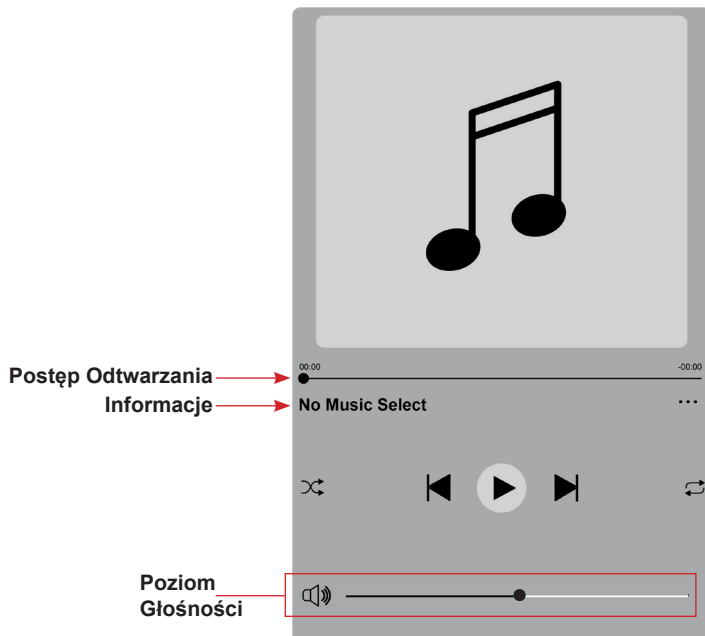 00:00 -00:00
Postęp Odtwarzania
Informacje No Music Select ...
Poziom
Głośności